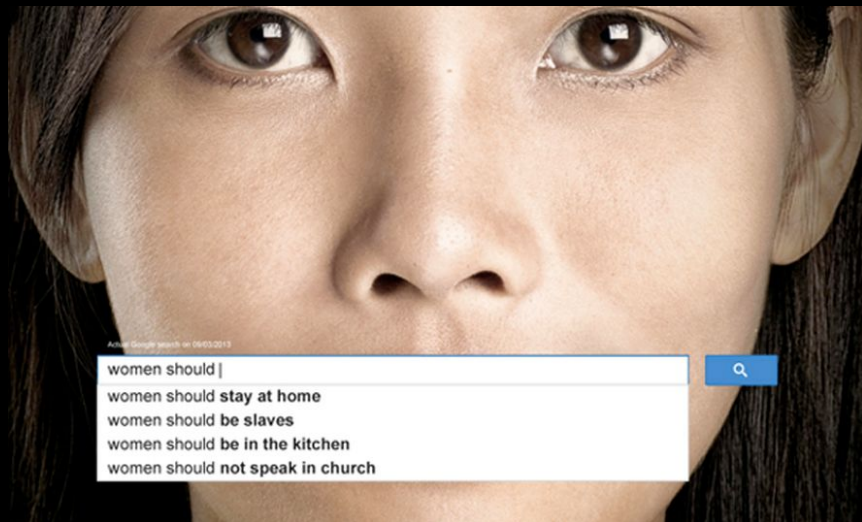 Actual Google search on 09/03/2013
women should
women should stay at home
women should be slaves
women should be in the kitchen
women should not speak in church